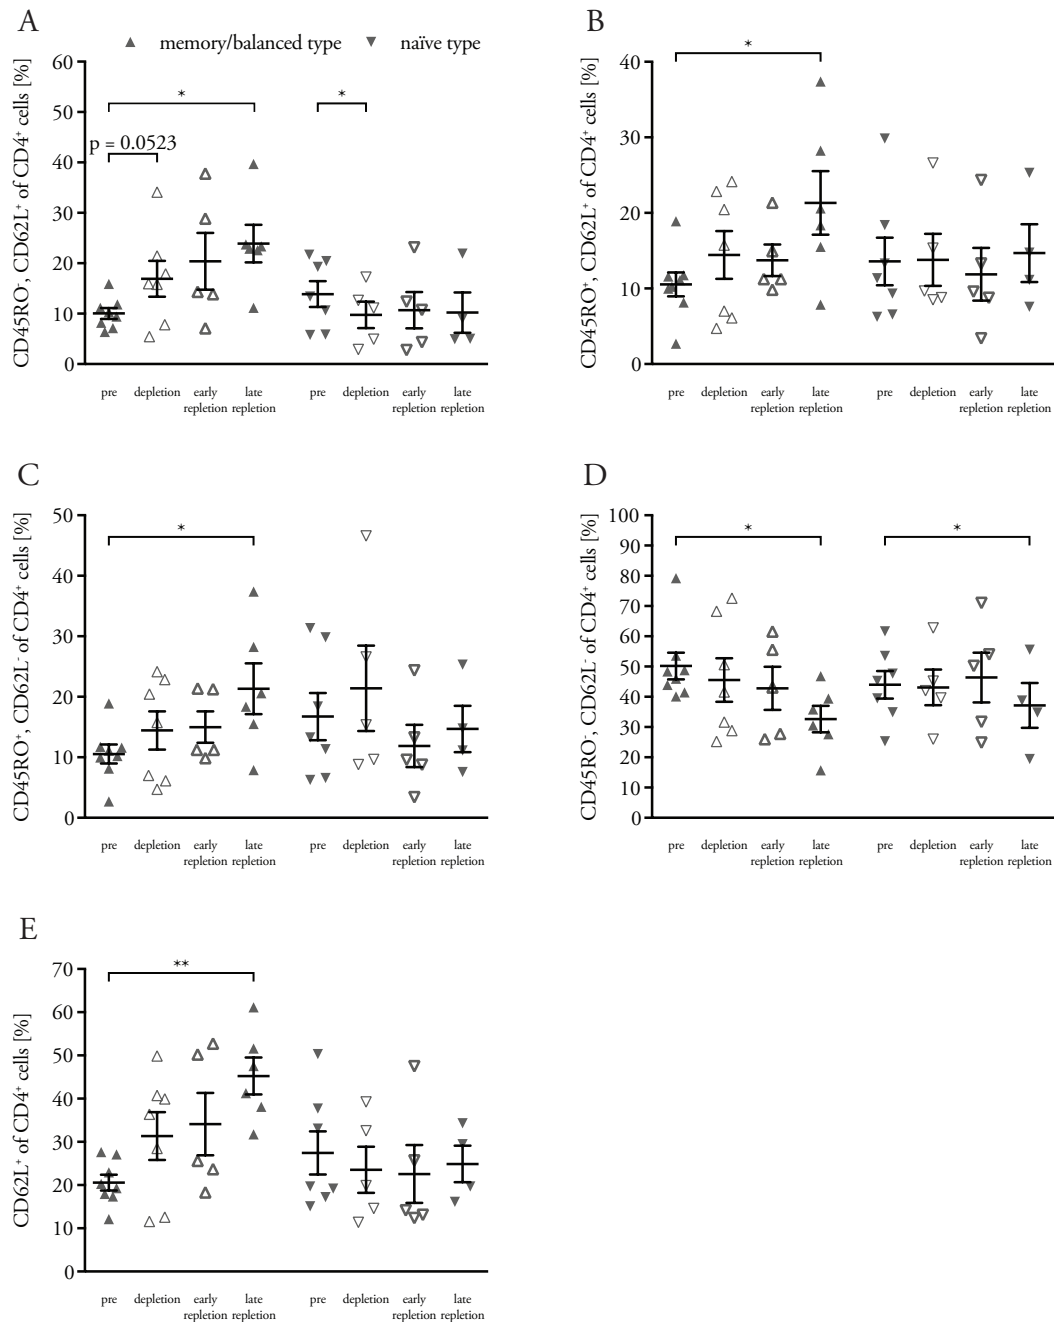 A
B
▲ memory/balanced type ▼ naïve type
CD45RO⁻, CD62L⁺ of CD4⁺ cells [%]
60
50
40
30
20
10
0
*
*
p = 0.0523
pre depletion early repletion late repletion pre depletion early repletion late repletion
CD45RO⁺, CD62L⁺ of CD4⁺ cells [%]
40
30
20
10
0
*
pre depletion early repletion late repletion pre depletion early repletion late repletion
C
CD45RO⁺, CD62L⁻ of CD4⁺ cells [%]
50
40
30
20
10
0
*
pre depletion early repletion late repletion pre depletion early repletion late repletion
D
CD45RO⁻, CD62L⁻ of CD4⁺ cells [%]
100
90
80
70
60
50
40
30
20
10
0
*
*
pre depletion early repletion late repletion pre depletion early repletion late repletion
E
CD62L⁺ of CD4⁺ cells [%]
70
60
50
40
30
20
10
0
**
pre depletion early repletion late repletion pre depletion early repletion late repletion